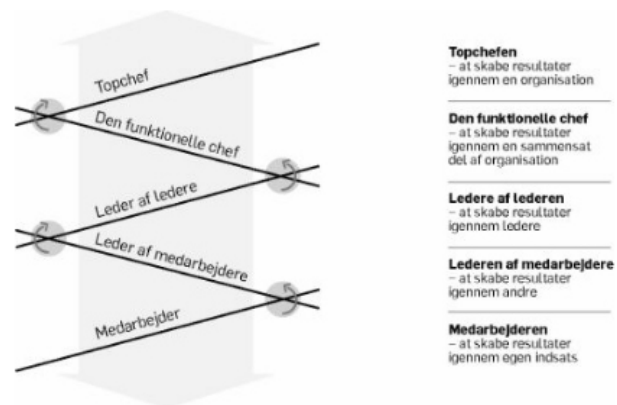 Topchef
Den funktionelle chef
Leder af ledere
Leder af medarbejdere
Medarbejder
Topchefen
– at skabe resultater
igennem en organisation
Den funktionelle chef
– at skabe resultater
igennem en sammensat
del af organisation
Ledere af lederen
– at skabe resultater
igennem ledere
Lederen af medarbejdere
– at skabe resultater
igennem andre
Medarbejderen
– at skabe resultater
igennem egen indsats